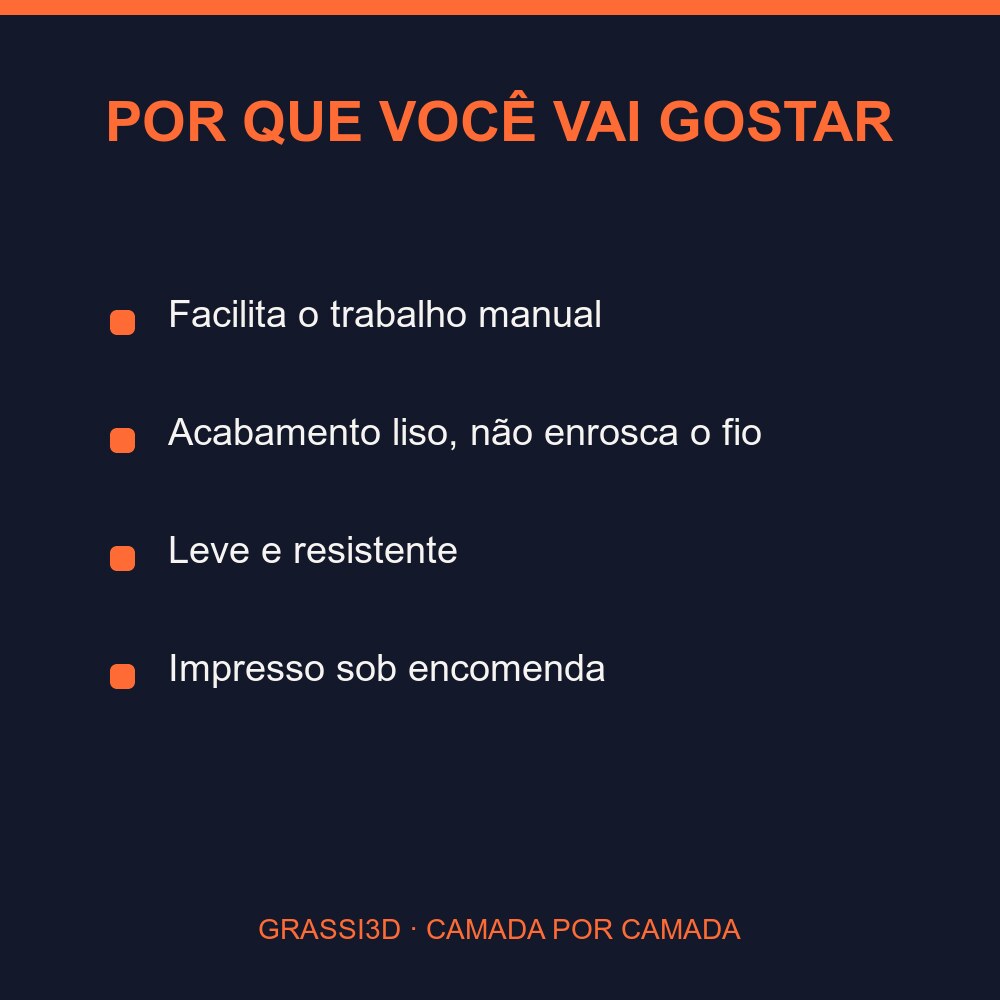 POR QUE VOCÊ VAI GOSTAR
Facilita o trabalho manual
Acabamento liso, não enrosca o fio
Leve e resistente
Impresso sob encomenda
GRASSI3D · CAMADA POR CAMADA